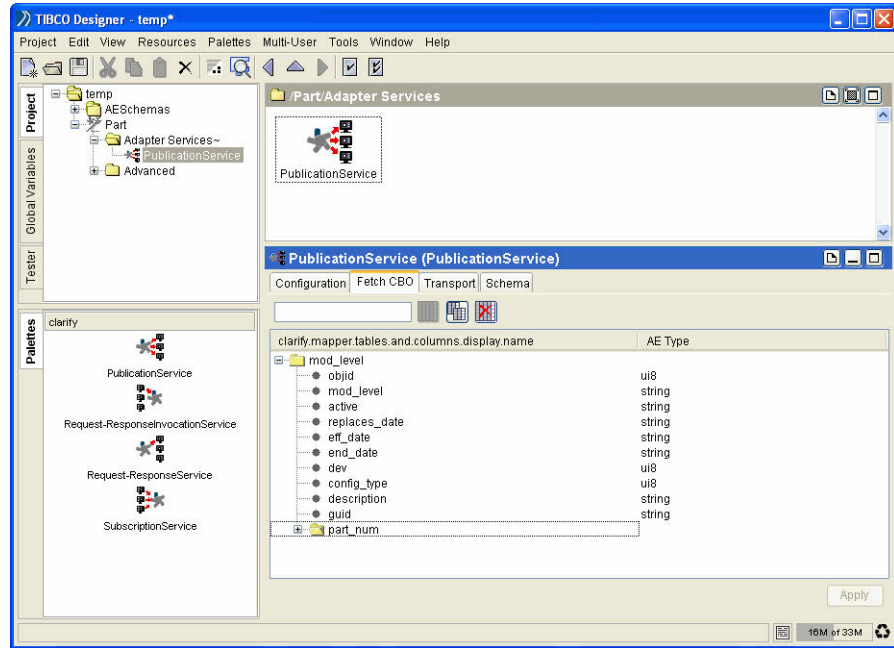 TIBCO Designer - temp*
Project Edit View Resources Palettes Multi-User Tools Window Help
Project
Global Variables
Tester
temp
AESchemas
Part
Adapter Services~
PublicationService
Advanced
/Part/Adapter Services
PublicationService
PublicationService (PublicationService)
Configuration Fetch CBO Transport Schema
clarify.mapper.tables.and.columns.display.name AE Type
mod_level
objid ui8
mod_level string
active string
replaces_date string
eff_date string
end_date string
dev ui8
config_type ui8
description string
guid string
part_num
Apply
Palettes
clarify
PublicationService
Request-ResponseInvocationService
Request-ResponseService
SubscriptionService
16M of 33M